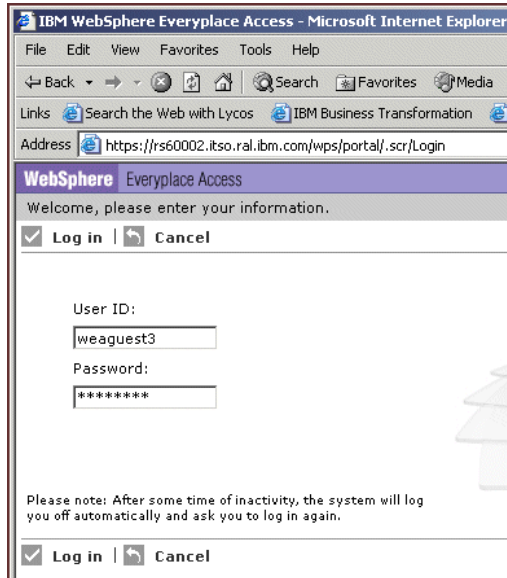 IBM WebSphere Everyplace Access - Microsoft Internet Explorer
File Edit View Favorites Tools Help
Back Search Favorites Media
Links Search the Web with Lycos IBM Business Transformation
Address https://rs60002.itso.ral.ibm.com/wps/portal/.scr/Login
WebSphere Everyplace Access
Welcome, please enter your information.
Log in | Cancel
User ID:
weaguest3
Password:
********
Please note: After some time of inactivity, the system will log
you off automatically and ask you to log in again.
Log in | Cancel